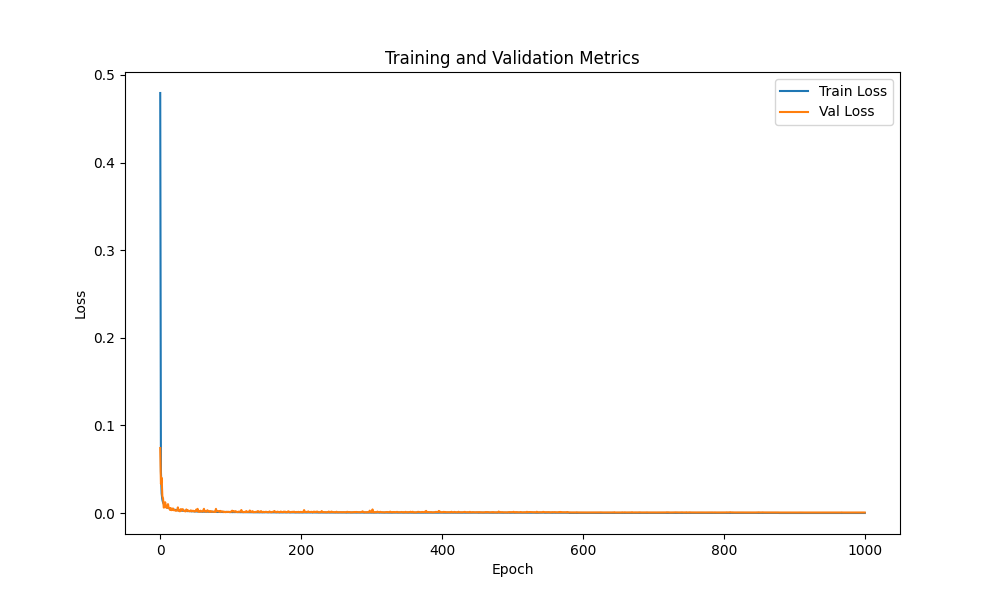 Training and Validation Metrics
0.5
0.4
0.3
0.2
0.1
0.0
Loss
Train Loss
Val Loss
0 200 400 600 800 1000
Epoch